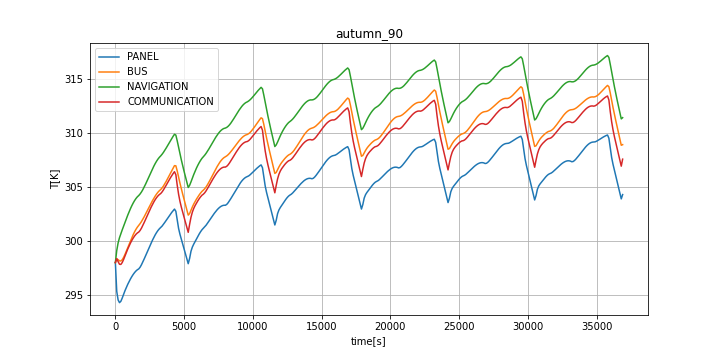 autumn_90
PANEL
BUS
NAVIGATION
COMMUNICATION
T[K]
315
310
305
300
295
0 5000 10000 15000 20000 25000 30000 35000
time[s]